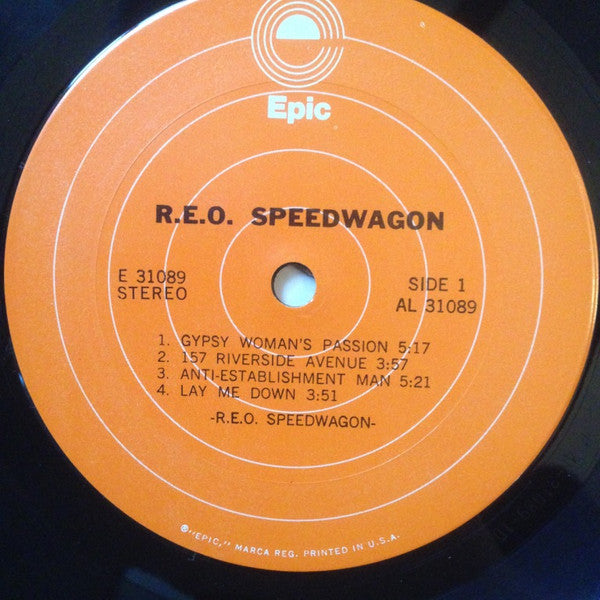 Epic
R.E.O. SPEEDWAGON
E 31089
STEREO
SIDE 1
AL 31089
1. GYPSY WOMAN'S PASSION 5:17
2. 157 RIVERSIDE AVENUE 3:57
3. ANTI-ESTABLISHMENT MAN 5:21
4. LAY ME DOWN 3:51
-R.E.O. SPEEDWAGON-
®"EPIC," MARCA REG. PRINTED IN U.S.A.